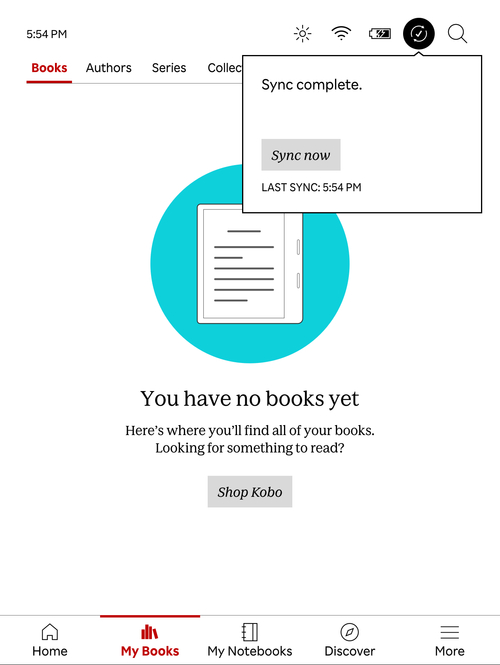 5:54 PM
Books
Authors
Series
Collec
Sync complete.
Sync now
LAST SYNC: 5:54 PM
You have no books yet
Here's where you'll find all of your books.
Looking for something to read?
Shop Kobo
Home
My Books
My Notebooks
Discover
More